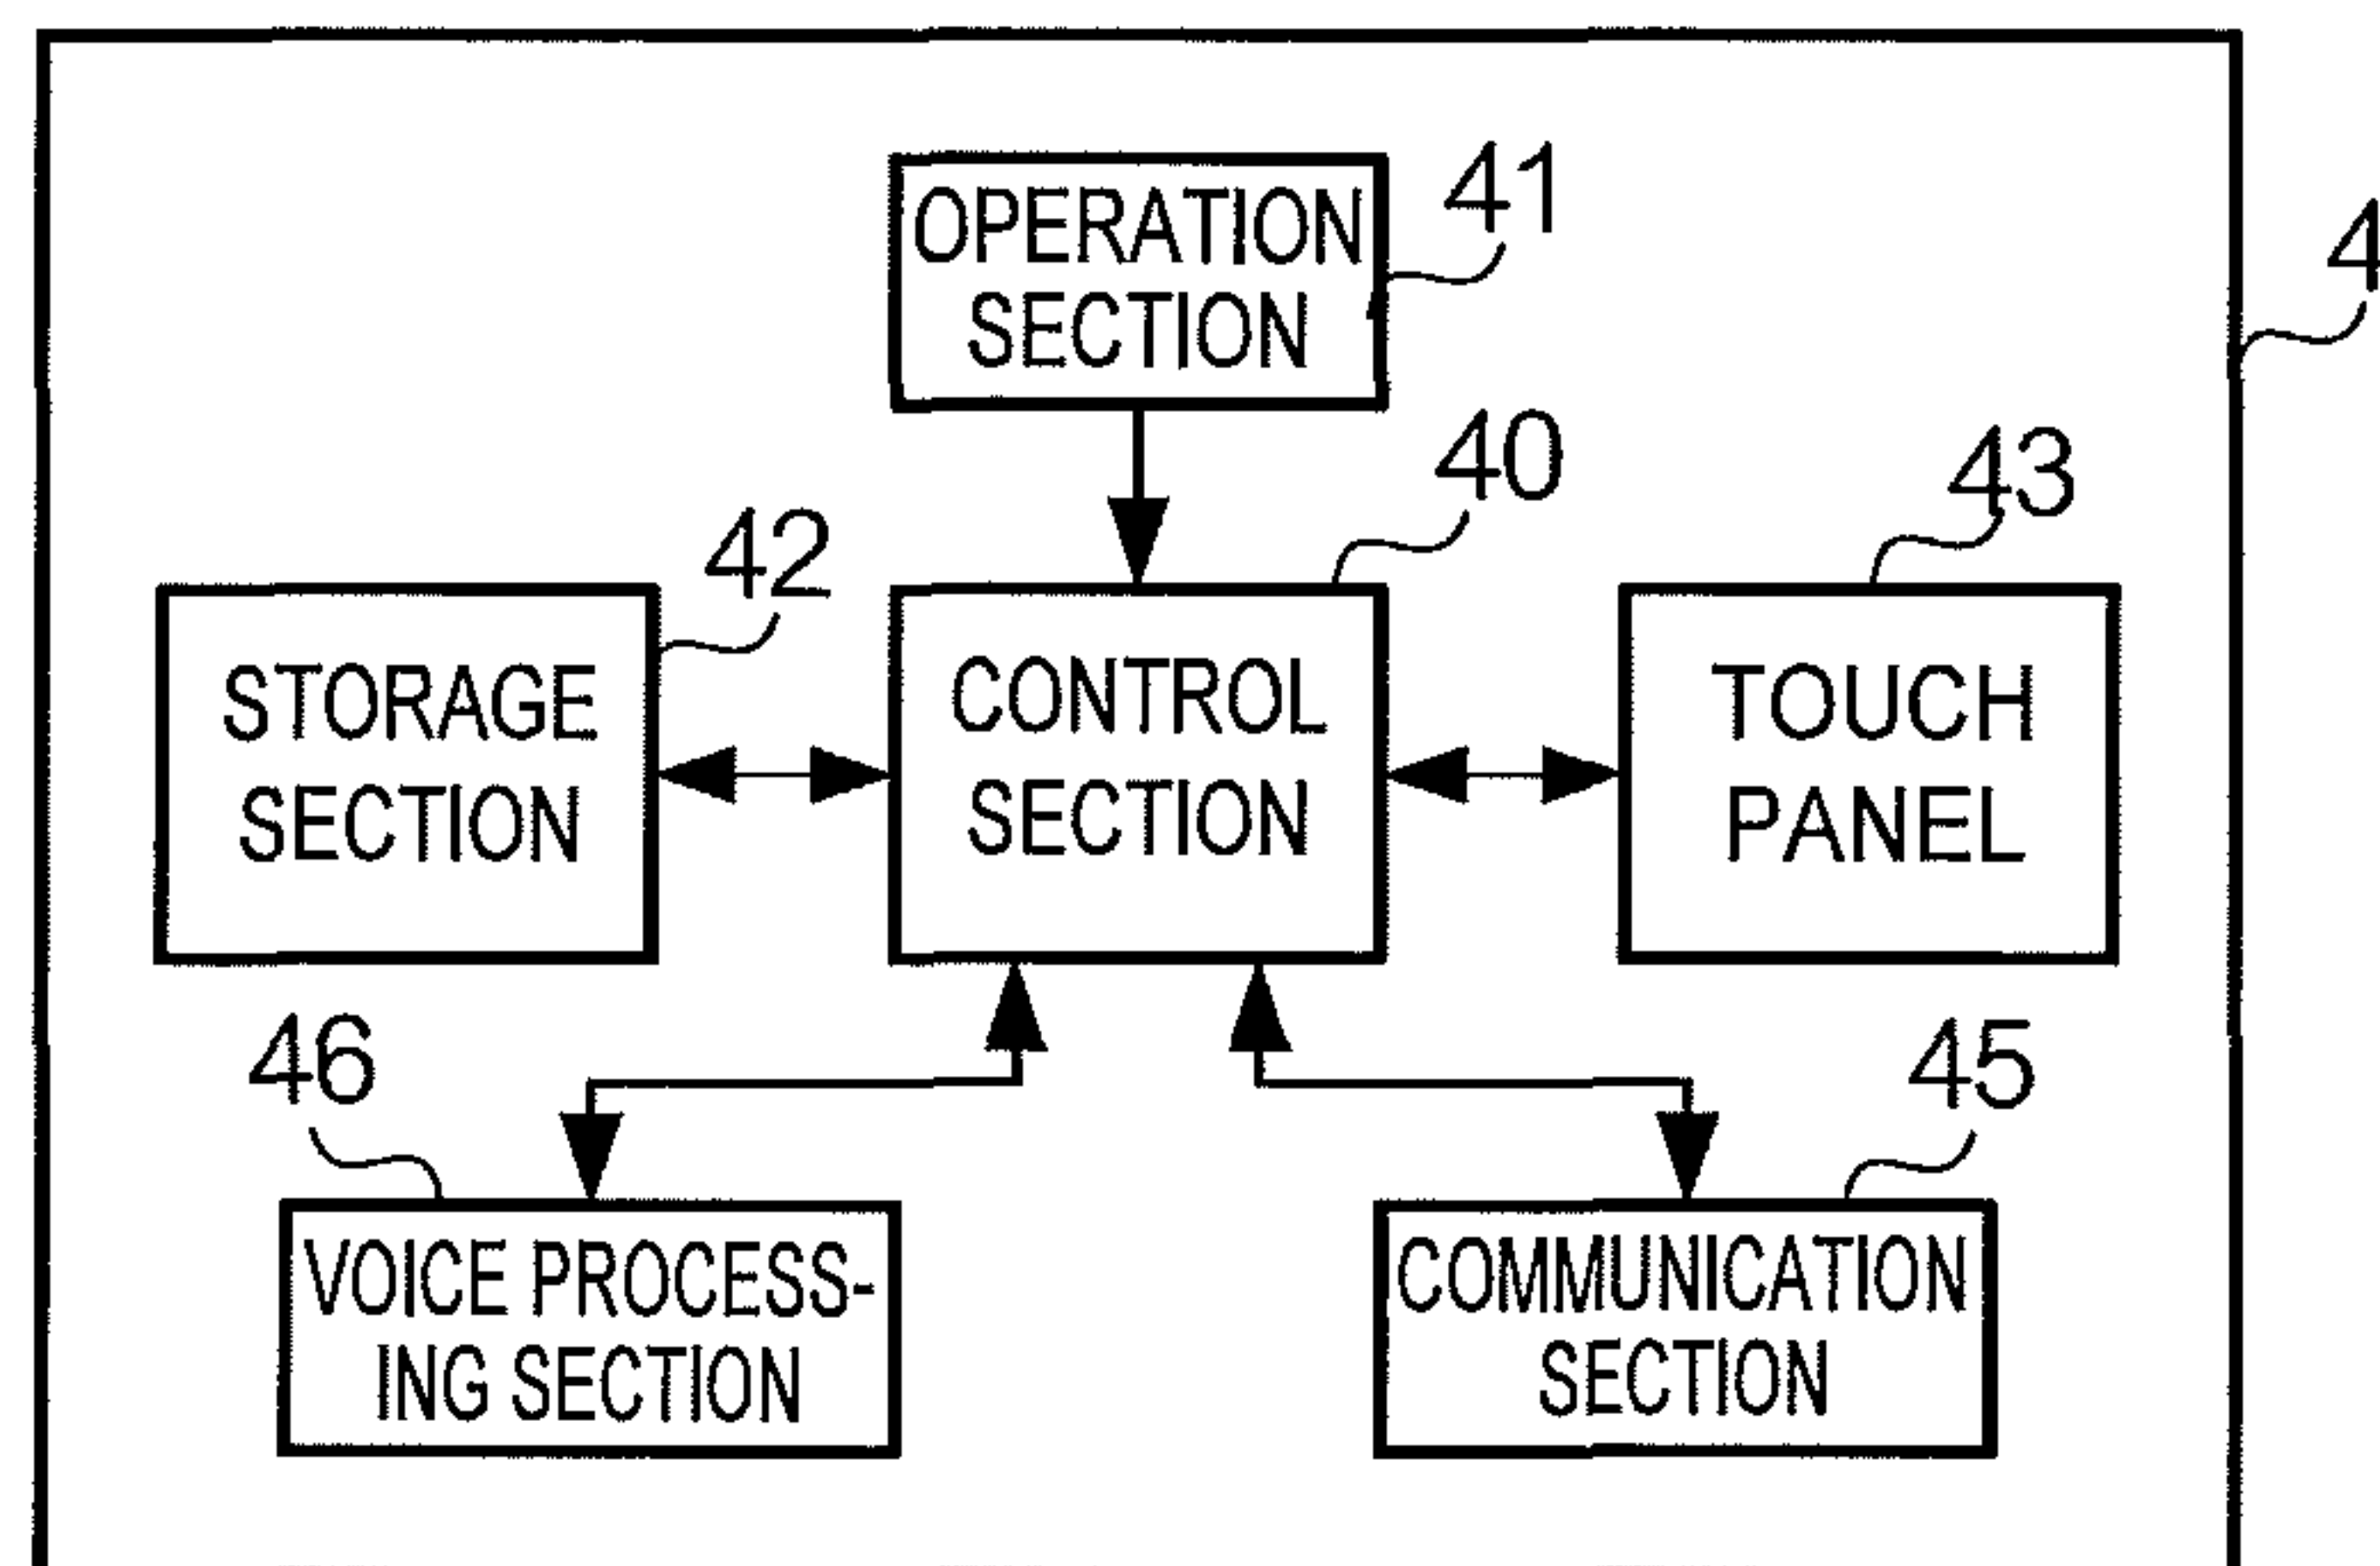 41
OPERATION
SECTION
4
40
43
42
STORAGE
SECTION
CONTROL
SECTION
TOUCH
PANEL
46
45
VOICE PROCESS-
ING SECTION
COMMUNICATION
SECTION